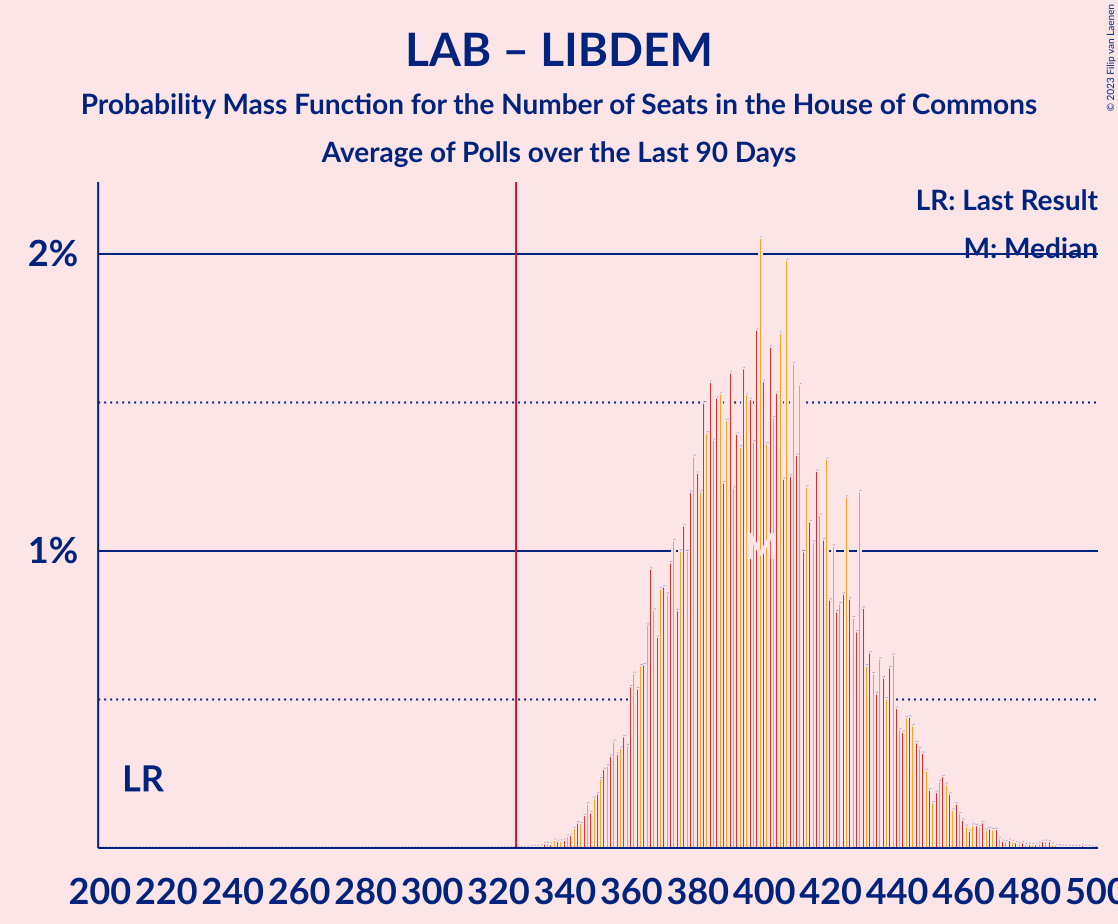 LAB – LIBDEM
Probability Mass Function for the Number of Seats in the House of Commons
Average of Polls over the Last 90 Days
© 2023 Filip van Laenen
LR: Last Result
M: Median
2%
1%
LR
M
200 220 240 260 280 300 320 340 360 380 400 420 440 460 480 500